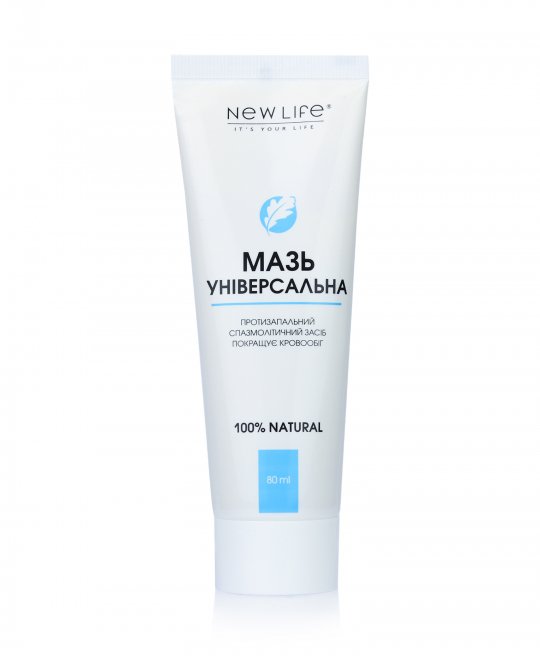 NEW LIFE®
IT'S YOUR LIFE
МАЗЬ
УНІВЕРСАЛЬНА
ПРОТИЗАПАЛЬНИЙ
СПАЗМОЛІТИЧНИЙ ЗАСІБ
ПОКРАЩУЄ КРОВООБІГ
100% NATURAL
80 ml